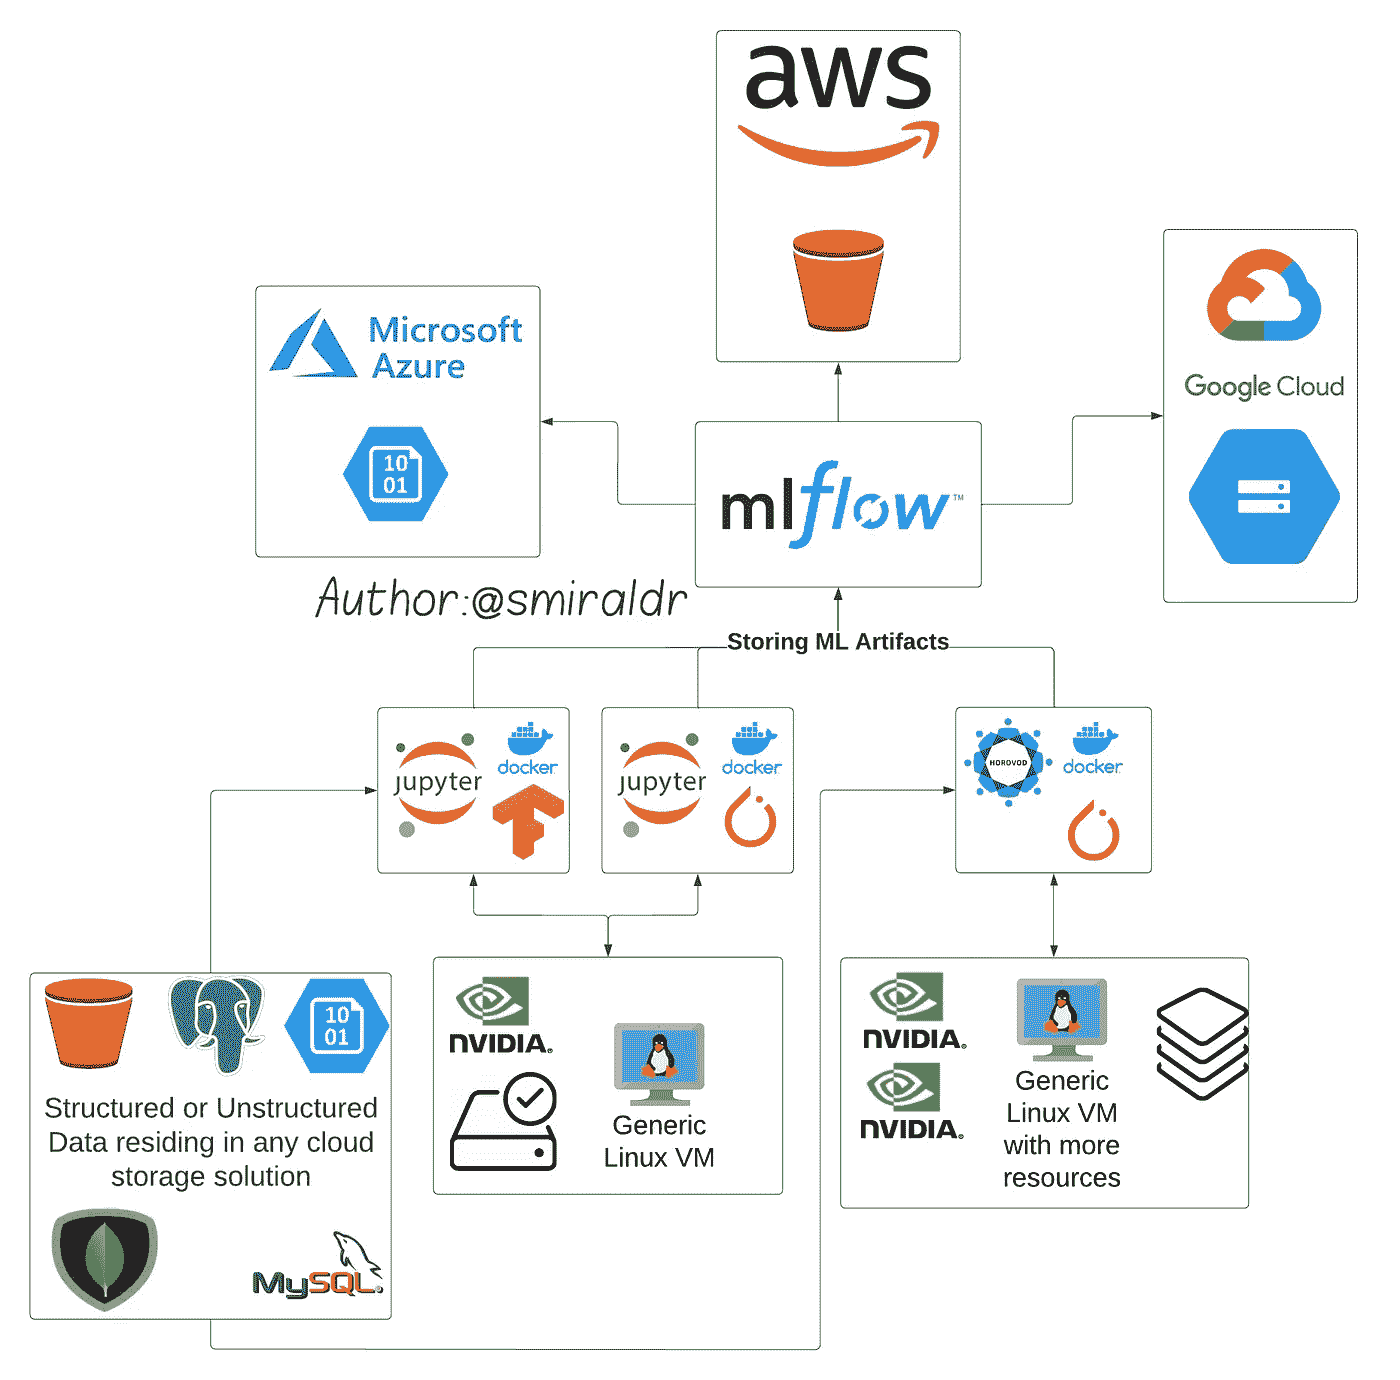 aws
Microsoft
Azure
10
01
Google Cloud
mlflow™
Author:@smiraldr
Storing ML Artifacts
jupyter
docker
jupyter
docker
HOROVOD
docker
10
01
Structured or Unstructured
Data residing in any cloud
storage solution
MySQL®
NVIDIA®
Generic
Linux VM
NVIDIA®
NVIDIA®
Generic
Linux VM
with more
resources